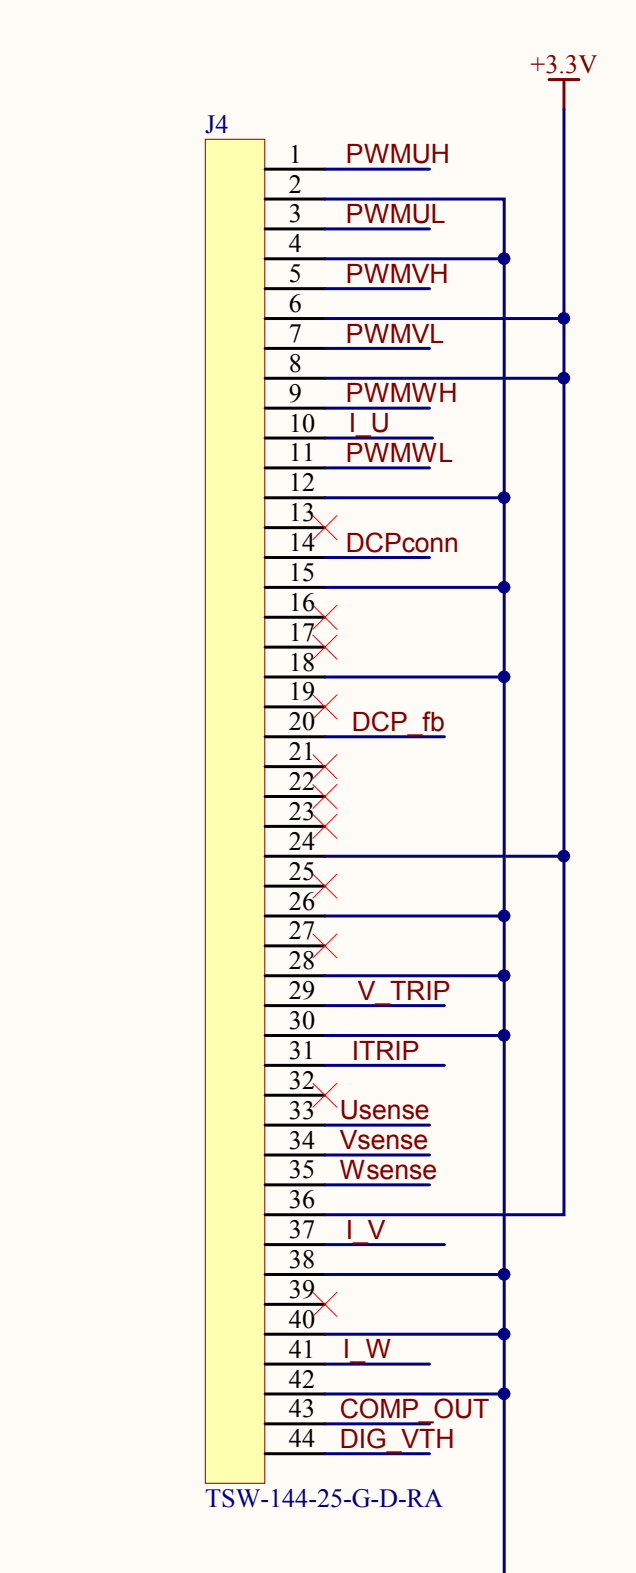 +3.3V
J4
1 PWMUH
2
3 PWMUL
4
5 PWMVH
6
7 PWMVL
8
9 PWMWH
10 I_U
11 PWMWL
12
13
14 DCPconn
15
16
17
18
19
20 DCP_fb
21
22
23
24
25
26
27
28
29 V_TRIP
30
31 ITRIP
32
33 Usense
34 Vsense
35 Wsense
36
37 I_V
38
39
40
41 I_W
42
43 COMP_OUT
44 DIG_VTH
TSW-144-25-G-D-RA